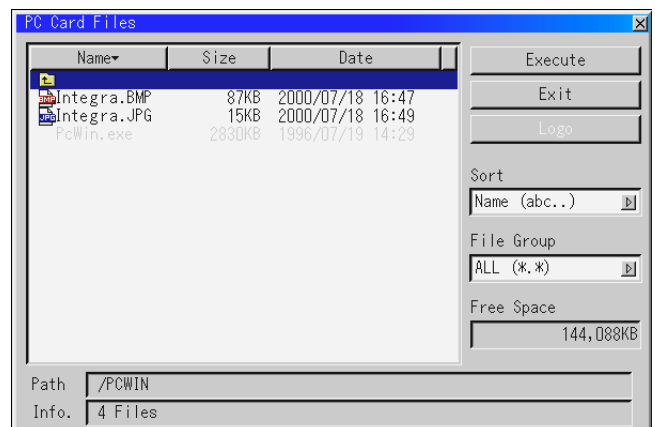 PC Card Files
Name Size Date
Integra.BMP 87KB 2000/07/18 16:47
Integra.JPG 15KB 2000/07/18 16:49
PcWin.exe 2830KB 1996/07/19 14:29
Execute
Exit
Logo
Sort
Name (abc..)
File Group
ALL (*.*)
Free Space
144,088KB
Path /PCWIN
Info. 4 Files